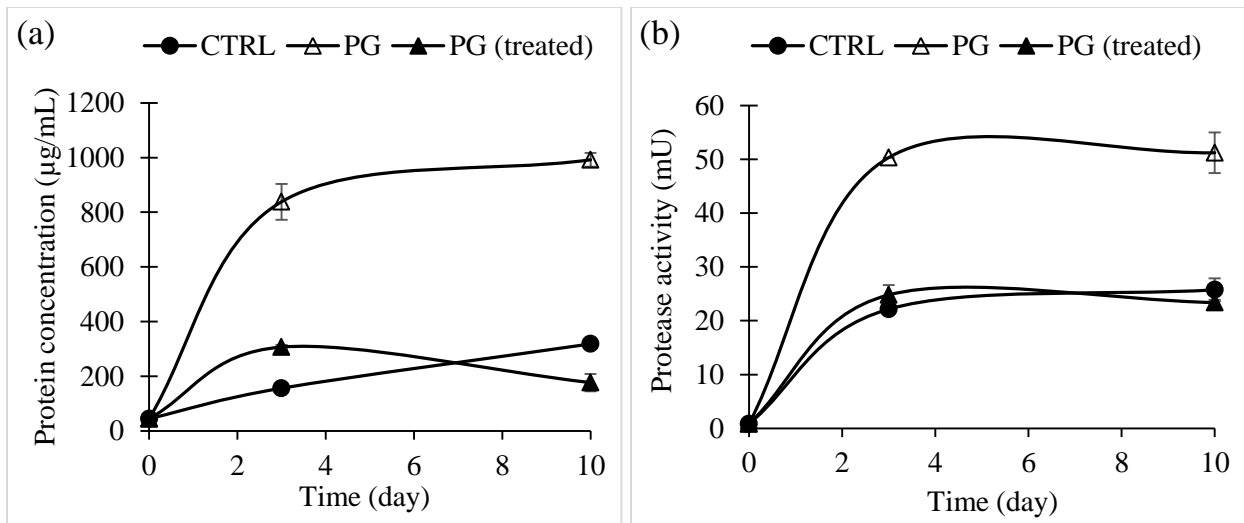 (a)
CTRL PG PG (treated)
Protein concentration (µg/mL)
1200
1000
800
600
400
200
0
0 2 4 6 8 10
Time (day)
(b)
CTRL PG PG (treated)
Protease activity (mU)
60
50
40
30
20
10
0
0 2 4 6 8 10
Time (day)